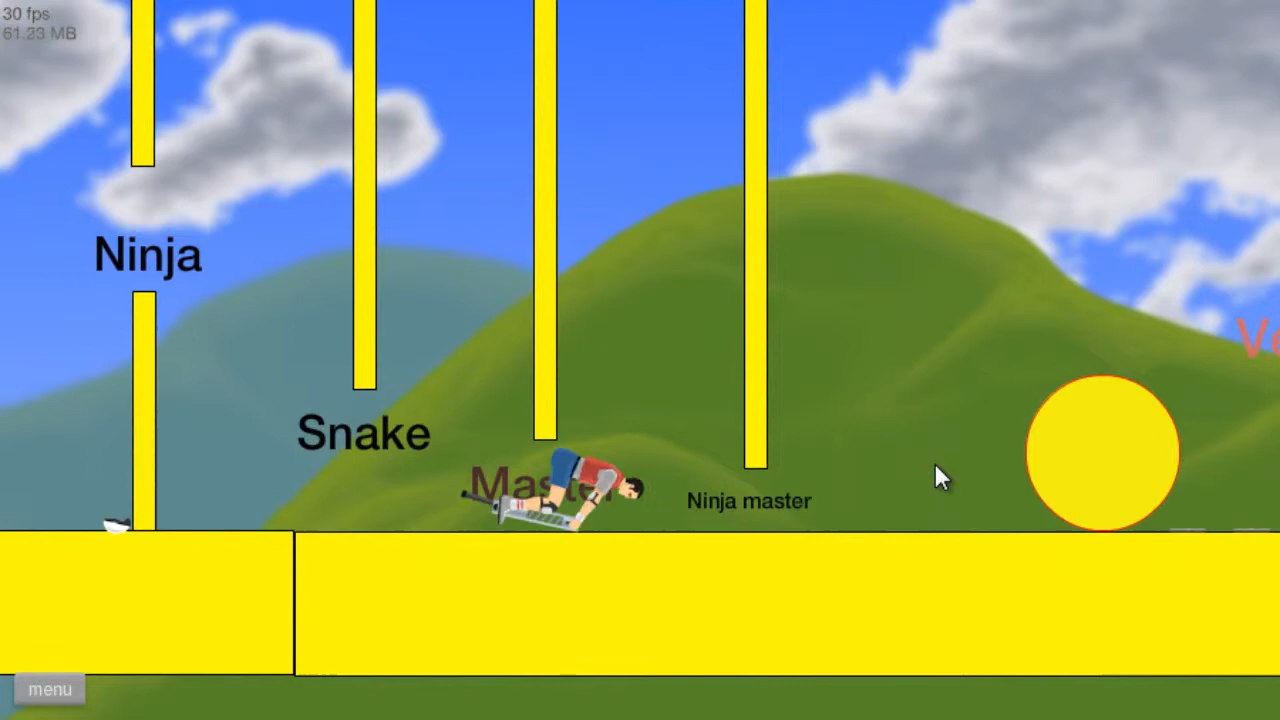 30 fps
61.23 MB
Ninja
Snake
Master
Ninja master
menu